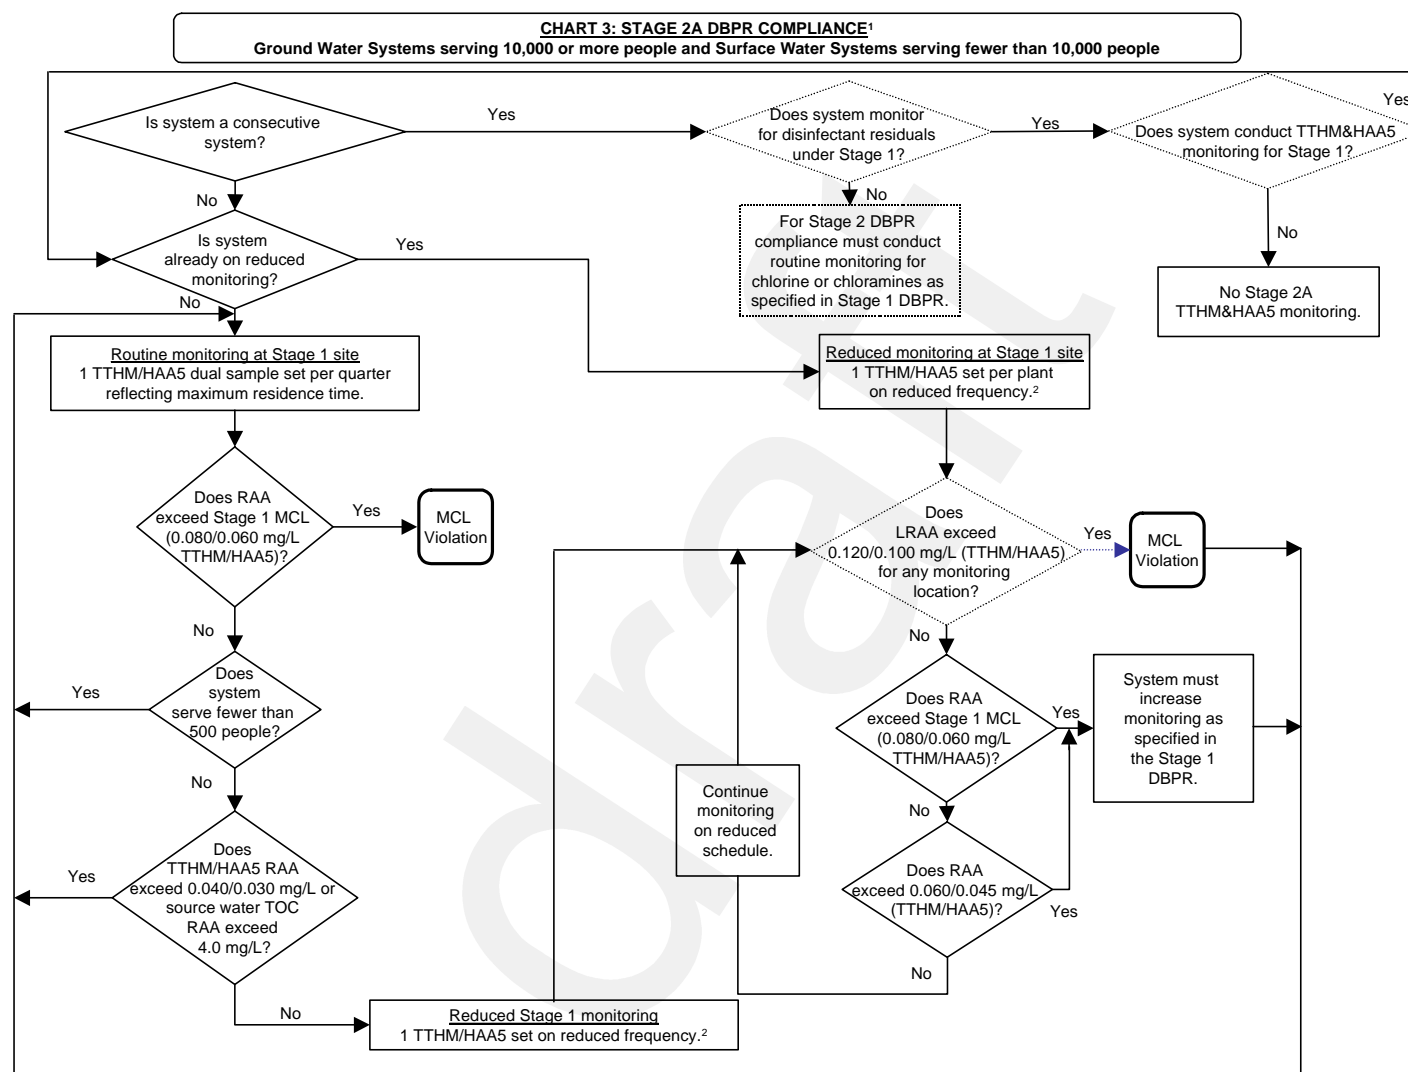 CHART 3: STAGE 2A DBPR COMPLIANCE¹
Ground Water Systems serving 10,000 or more people and Surface Water Systems serving fewer than 10,000 people
Is system a consecutive
system?
Yes
Does system monitor
for disinfectant residuals
under Stage 1?
Yes
Does system conduct TTHM&HAA5
monitoring for Stage 1?
Yes
No
No
For Stage 2 DBPR
compliance must conduct
routine monitoring for
chlorine or chloramines as
specified in Stage 1 DBPR.
No
No Stage 2A
TTHM&HAA5 monitoring.
Is system
already on reduced
monitoring?
Yes
No
Routine monitoring at Stage 1 site
1 TTHM/HAA5 dual sample set per quarter
reflecting maximum residence time.
Reduced monitoring at Stage 1 site
1 TTHM/HAA5 set per plant
on reduced frequency.²
Does RAA
exceed Stage 1 MCL
(0.080/0.060 mg/L
TTHM/HAA5)?
Yes
MCL
Violation
No
Does
LRAA exceed
0.120/0.100 mg/L (TTHM/HAA5)
for any monitoring
location?
Yes
MCL
Violation
No
Does
system
serve fewer than
500 people?
Yes
No
Does RAA
exceed Stage 1 MCL
(0.080/0.060 mg/L
TTHM/HAA5)?
Yes
System must
increase
monitoring as
specified in
the Stage 1
DBPR.
No
Continue
monitoring
on reduced
schedule.
Does
TTHM/HAA5 RAA
exceed 0.040/0.030 mg/L or
source water TOC
RAA exceed
4.0 mg/L?
Yes
No
Does RAA
exceed 0.060/0.045 mg/L
(TTHM/HAA5)?
Yes
No
Reduced Stage 1 monitoring
1 TTHM/HAA5 set on reduced frequency.²
draft